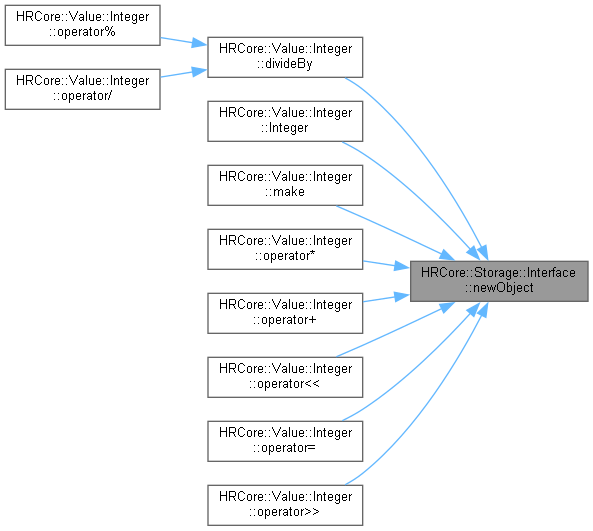 HRCore::Value::Integer
::operator%
HRCore::Value::Integer
::operator/
HRCore::Value::Integer
::divideBy
HRCore::Value::Integer
::Integer
HRCore::Value::Integer
::make
HRCore::Value::Integer
::operator*
HRCore::Value::Integer
::operator+
HRCore::Value::Integer
::operator<<
HRCore::Value::Integer
::operator=
HRCore::Value::Integer
::operator>>
HRCore::Storage::Interface
::newObject